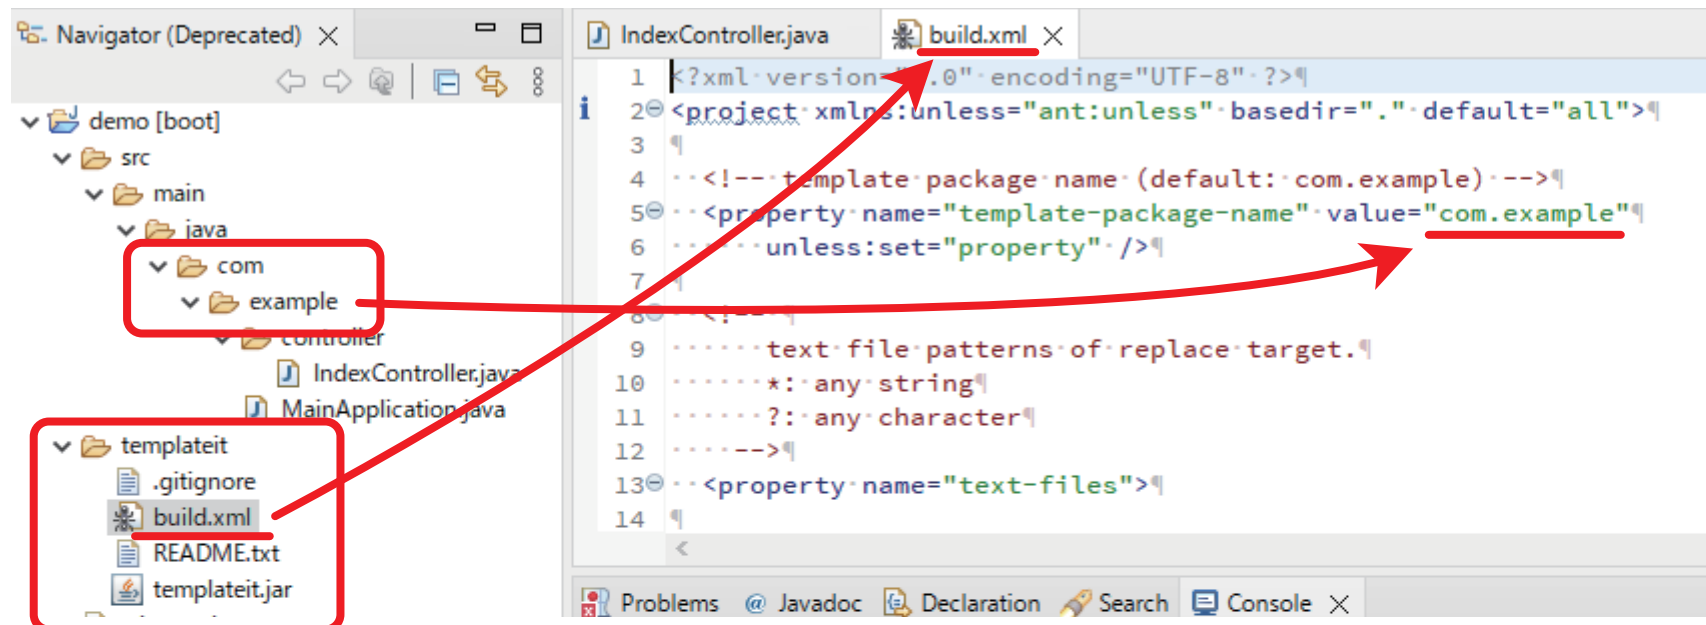 Navigator (Deprecated)
demo [boot]
src
main
java
com
example
controller
IndexController.java
MainApplication.java
templateit
.gitignore
build.xml
README.txt
templateit.jar
IndexController.java
build.xml
1 <?xml version=".0" encoding="UTF-8" ?>
2 <project xmlns:unless="ant:unless" basedir="." default="all">
3
4 <!-- template package name (default: com.example) -->
5 <property name="template-package-name" value="com.example"
6 unless:set="property" />
7
8 <!--
9 text file patterns of replace target.
10 *: any string
11 ?: any character
12 -->
13 <property name="text-files">
14
Problems @ Javadoc Declaration Search Console